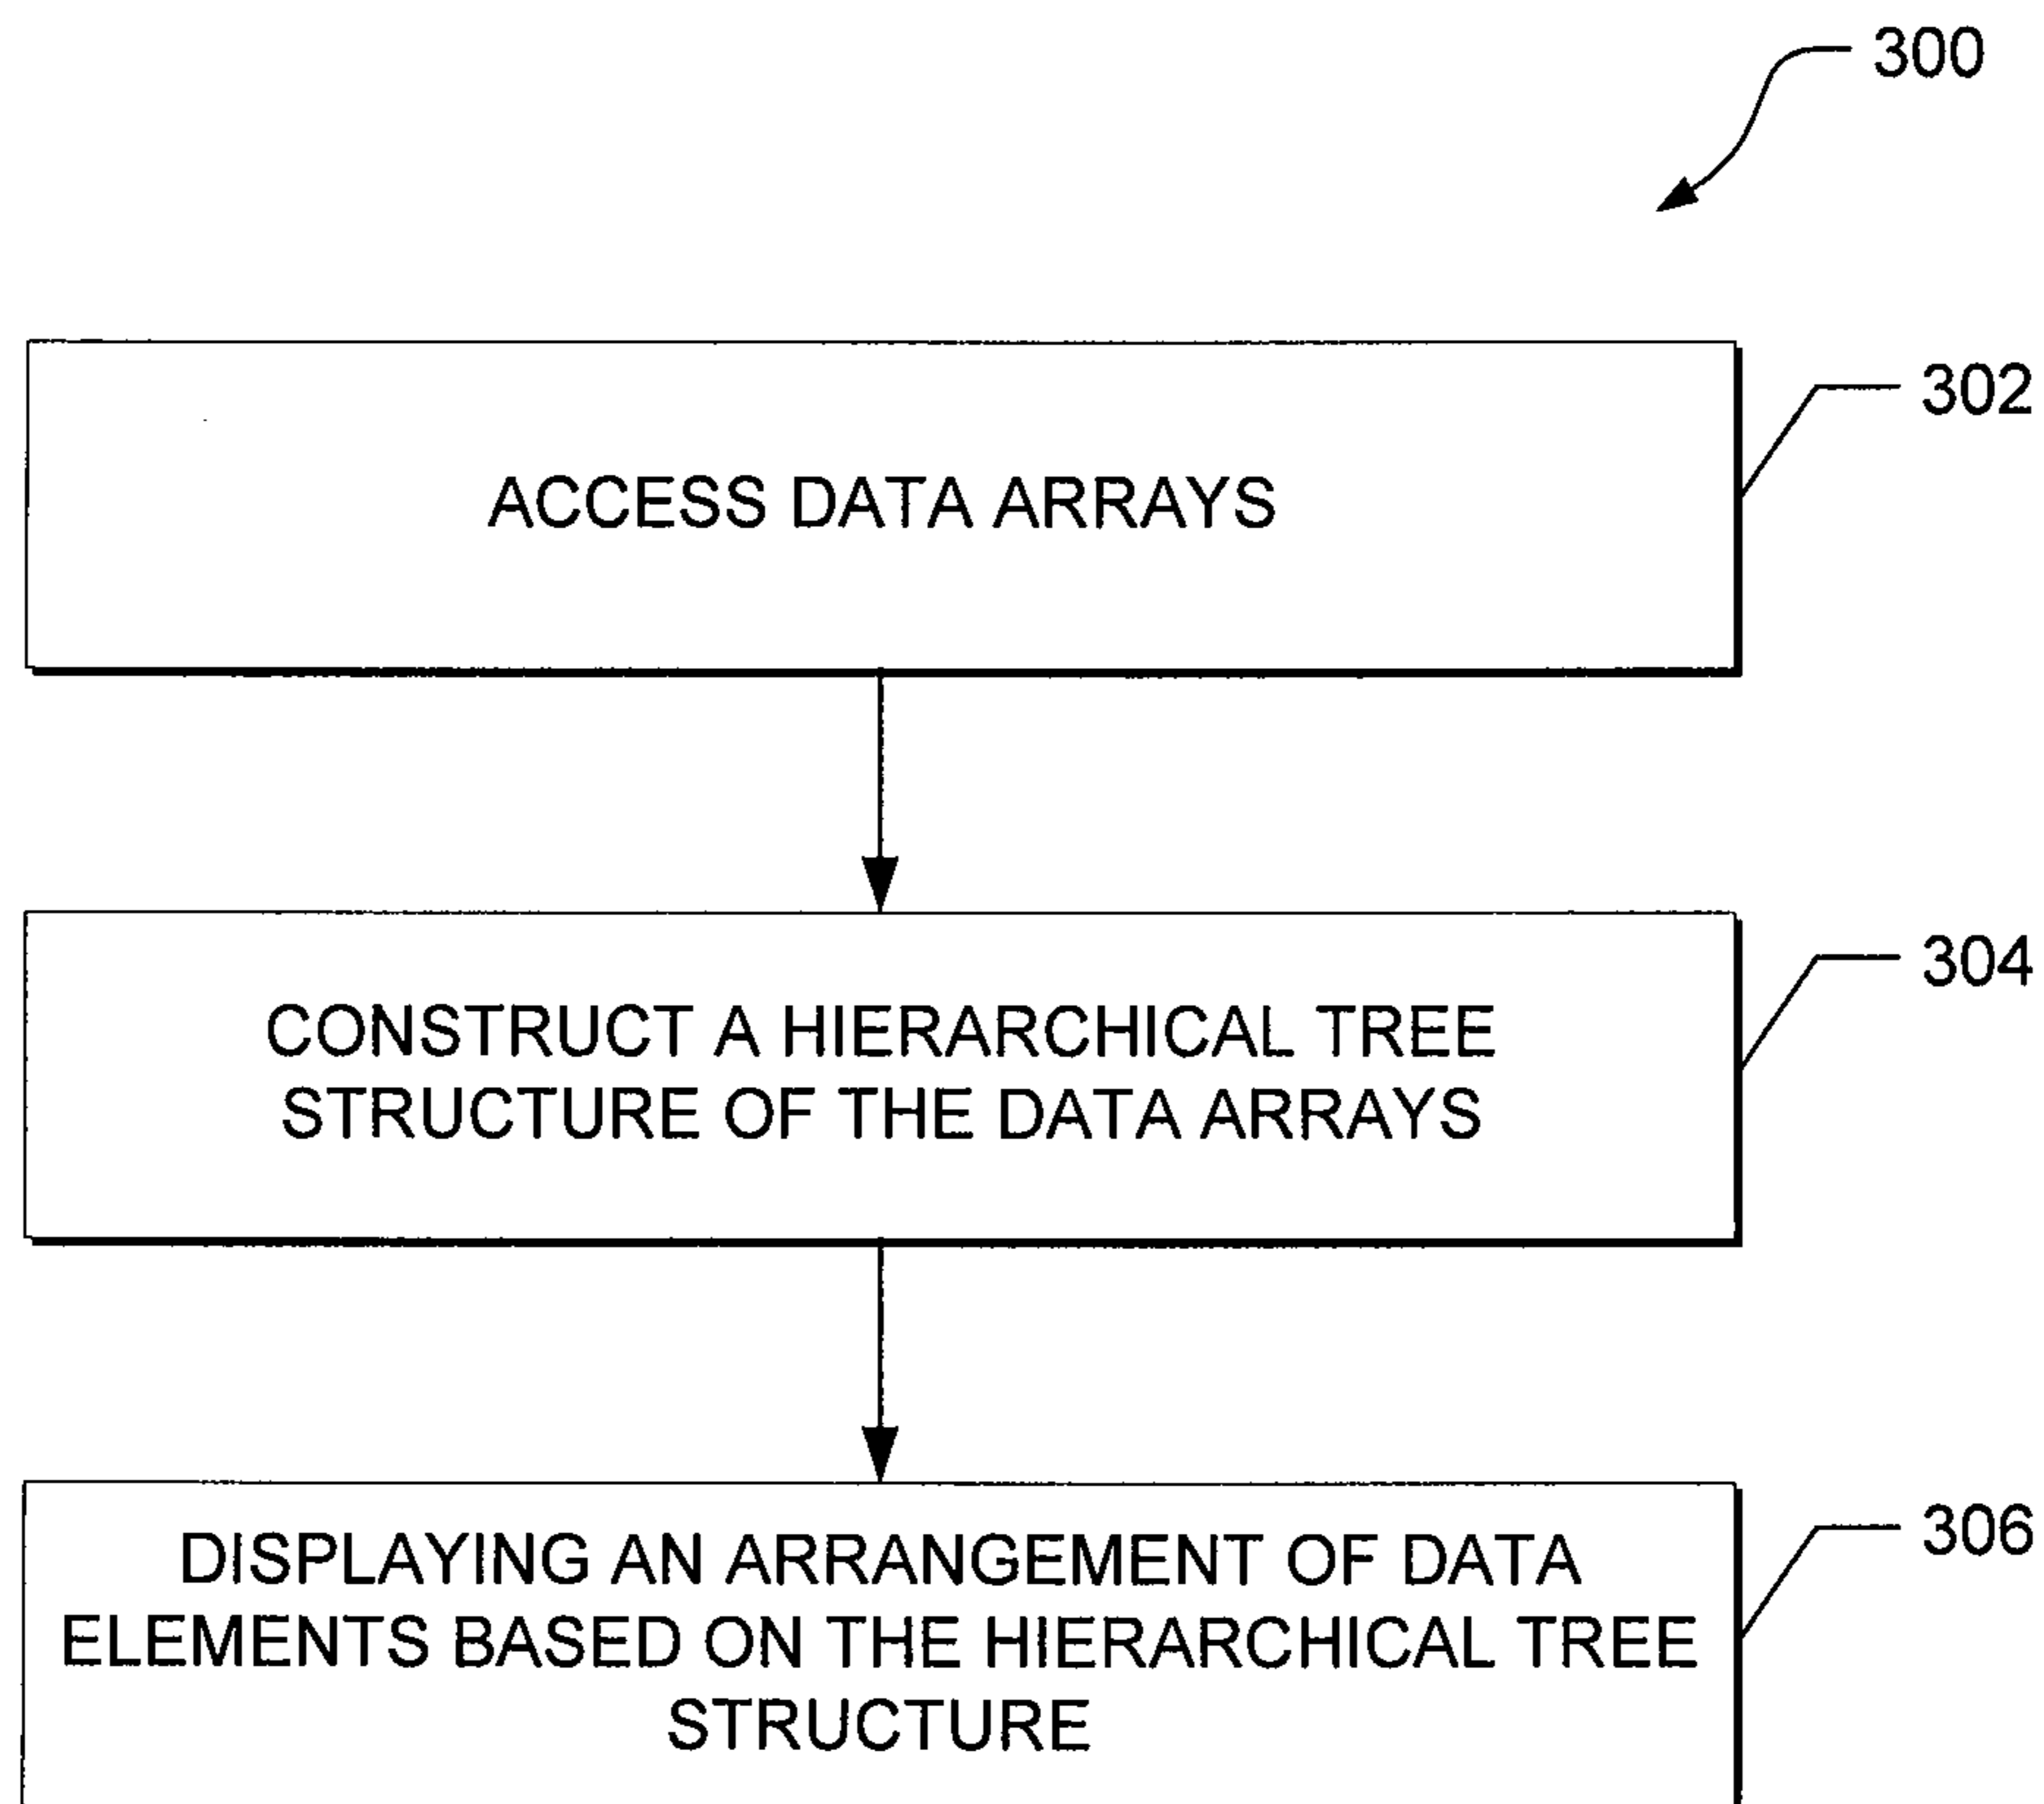 300
302
ACCESS DATA ARRAYS
304
CONSTRUCT A HIERARCHICAL TREE
STRUCTURE OF THE DATA ARRAYS
306
DISPLAYING AN ARRANGEMENT OF DATA
ELEMENTS BASED ON THE HIERARCHICAL TREE
STRUCTURE